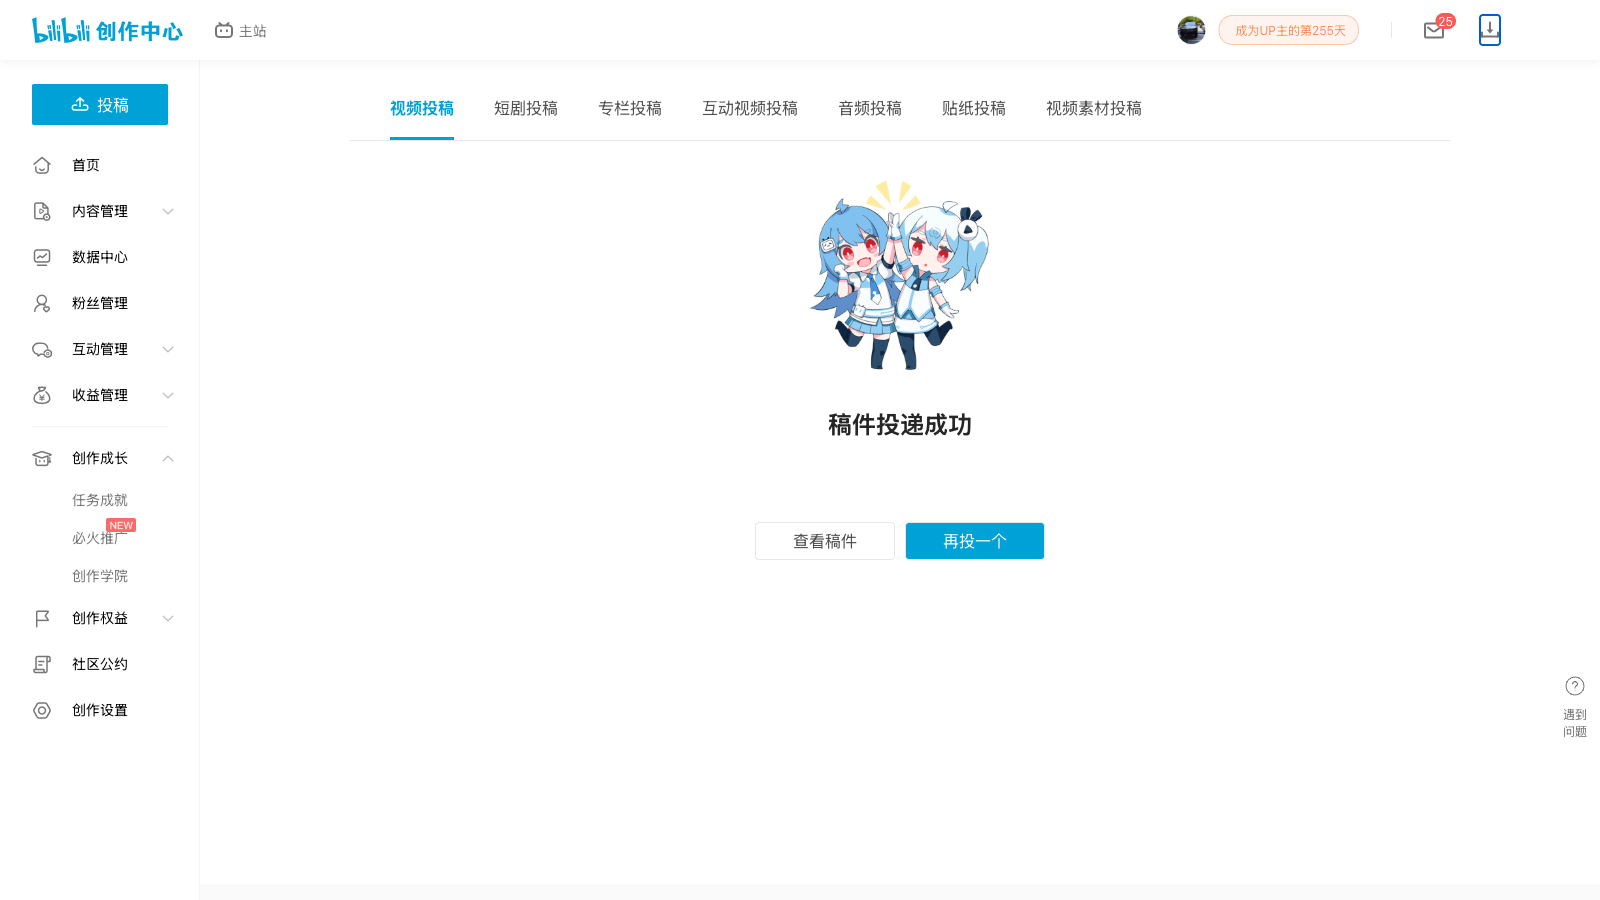 bilibili 创作中心
主站
成为UP主的第255天
25
投稿
首页
内容管理
数据中心
粉丝管理
互动管理
收益管理
创作成长
任务成就
NEW
必火推广
创作学院
创作权益
社区公约
创作设置
视频投稿 短剧投稿 专栏投稿 互动视频投稿 音频投稿 贴纸投稿 视频素材投稿
稿件投递成功
查看稿件 再投一个
遇到
问题